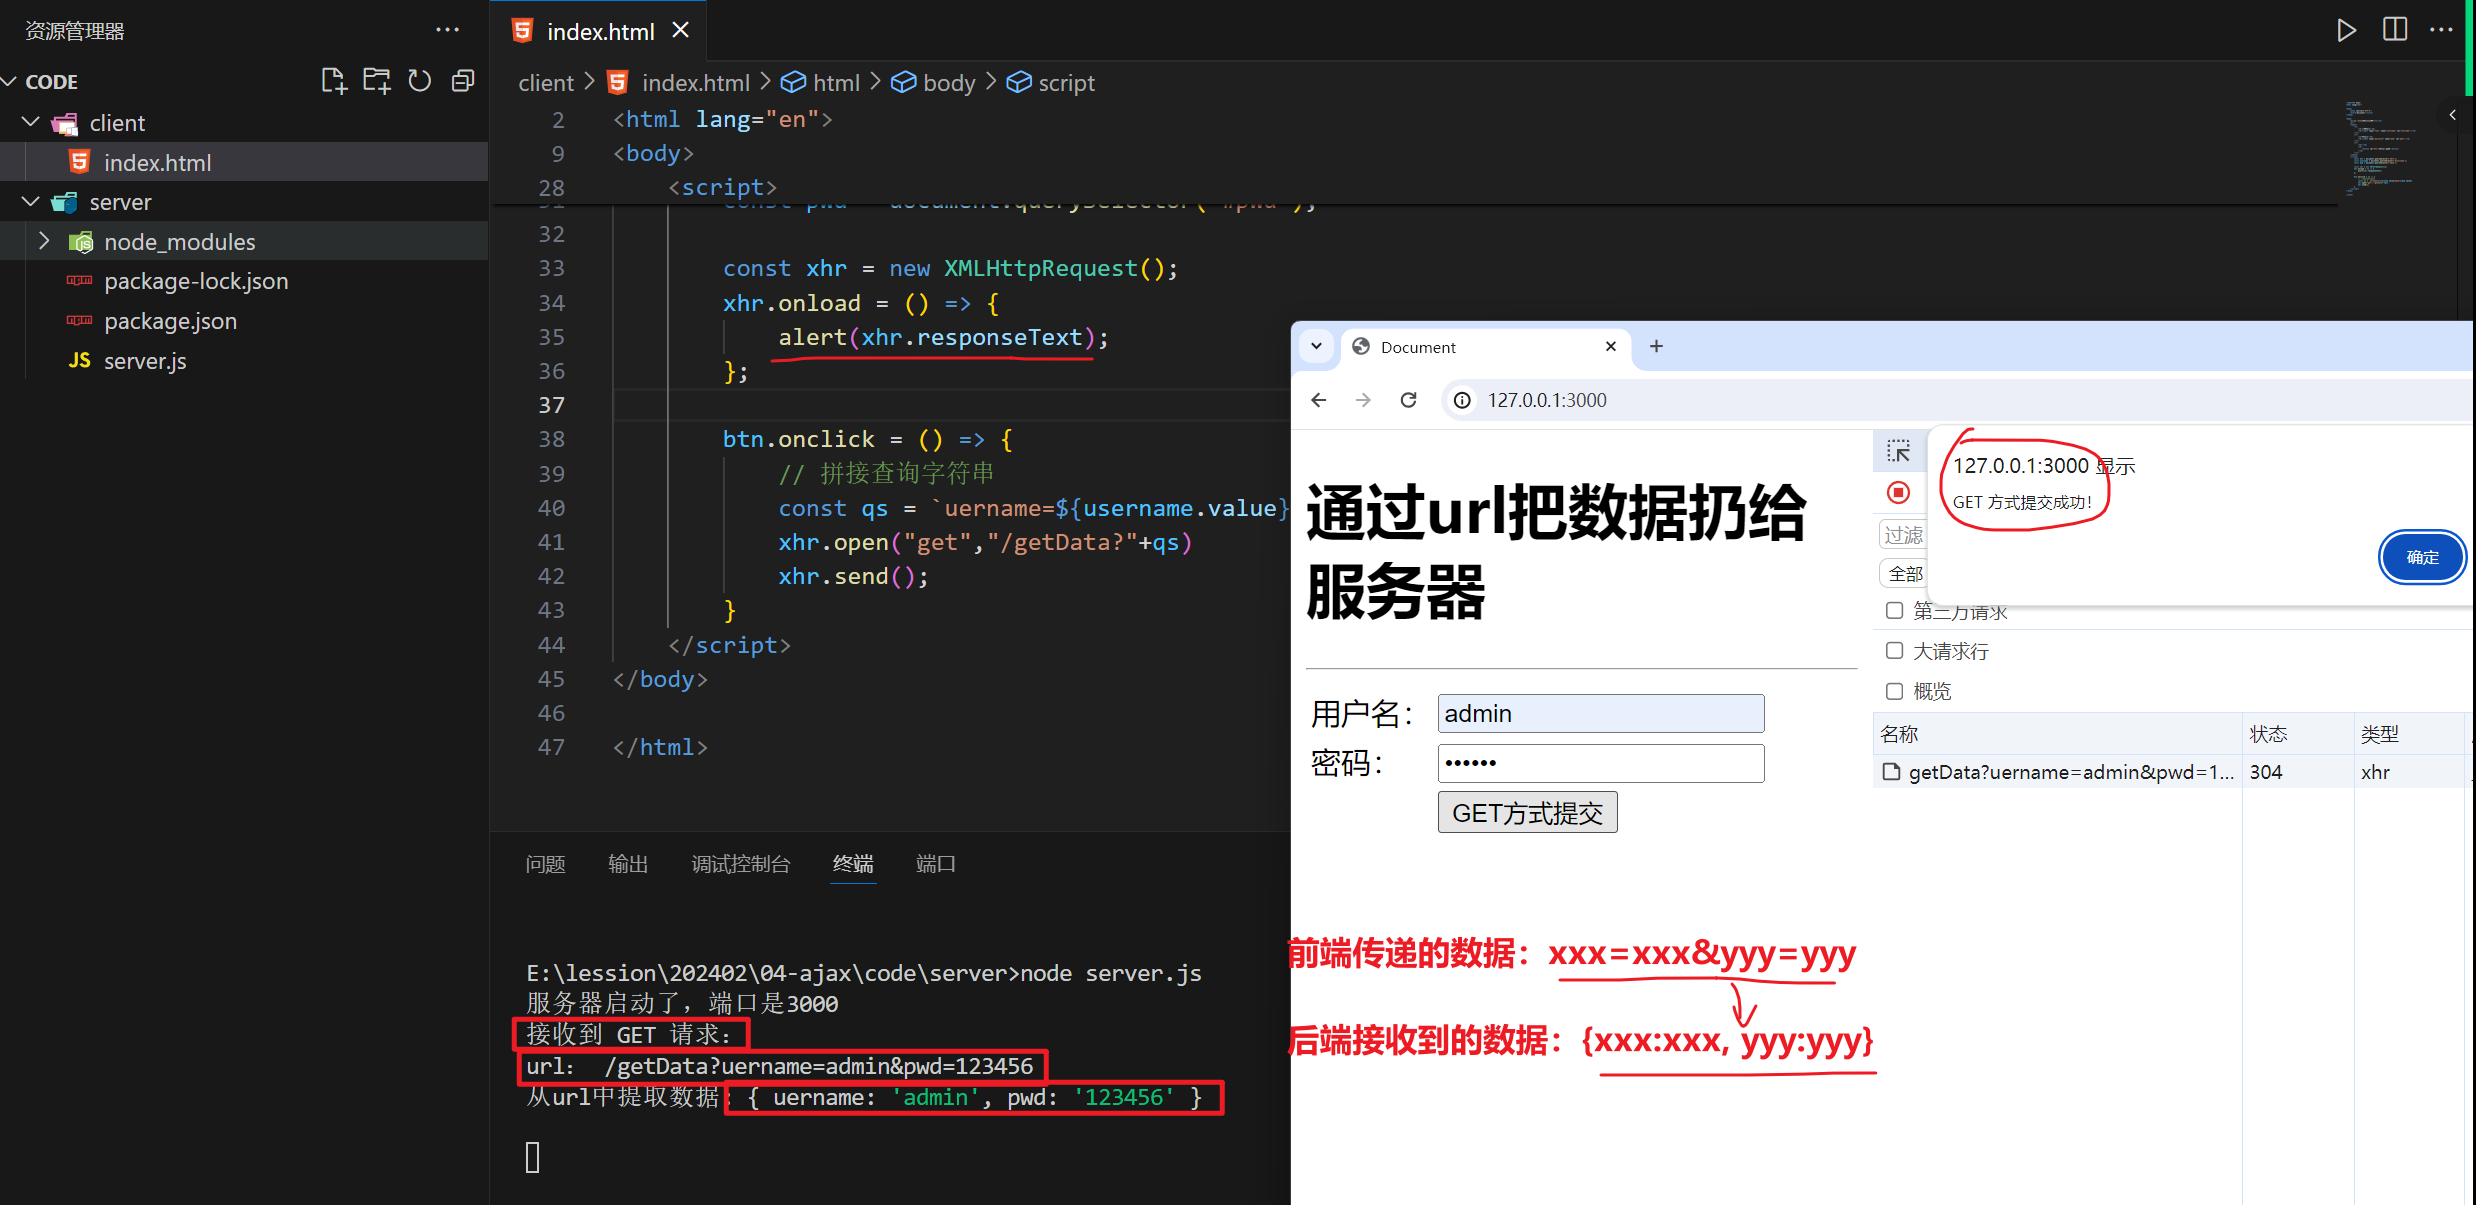 资源管理器
CODE
client
index.html
server
node_modules
package-lock.json
package.json
JS server.js
index.html
client > index.html > html > body > script
2 <html lang="en">
9 <body>
28 <script>
const pwd = document.querySelector("#pwd");
32
33 const xhr = new XMLHttpRequest();
34 xhr.onload = () => {
35 alert(xhr.responseText);
36 };
37
38 btn.onclick = () => {
39 // 拼接查询字符串
40 const qs = `uername=${username.value}
41 xhr.open("get","/getData?"+qs)
42 xhr.send();
43 }
44 </script>
45 </body>
46
47 </html>
问题 输出 调试控制台 终端 端口
E:\lession\202402\04-ajax\code\server>node server.js
服务器启动了，端口是3000
接收到 GET 请求：
url： /getData?uername=admin&pwd=123456
从url中提取数据：{ uername: 'admin', pwd: '123456' }
Document
127.0.0.1:3000
通过url把数据扔给
服务器
用户名： admin
密码： ••••••
GET方式提交
127.0.0.1:3000 显示
GET 方式提交成功！
确定
过滤
全部
第三方请求
大请求行
概览
名称 状态 类型
getData?uername=admin&pwd=1... 304 xhr
前端传递的数据：xxx=xxx&yyy=yyy
后端接收到的数据：{xxx:xxx, yyy:yyy}